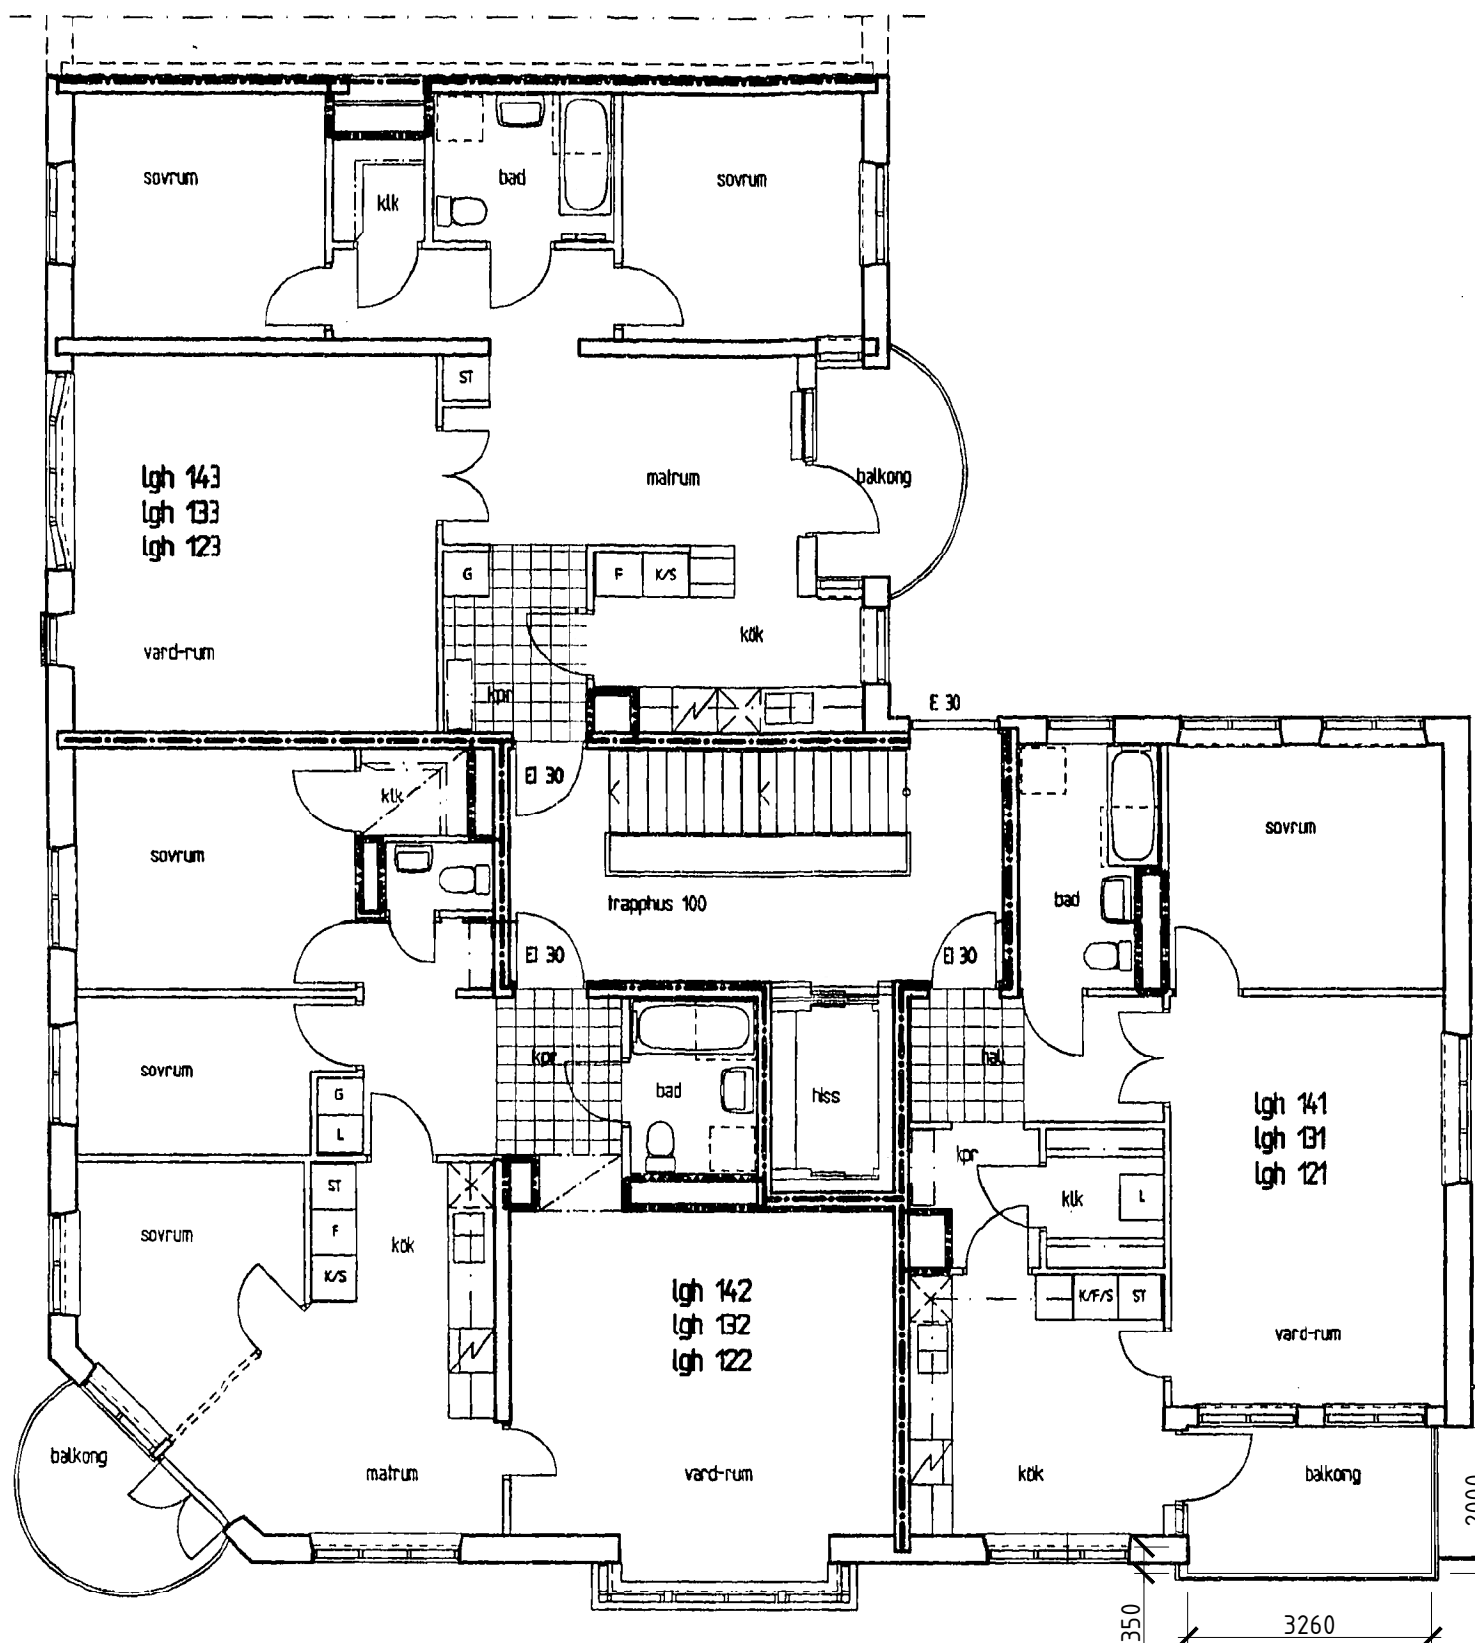 sovrum
klk
bad
sovrum
ST
lgh 143
lgh 133
lgh 123
matrum
balkong
G
F
K/S
kök
vard-rum
kpr
E 30
EI 30
klk
sovrum
sovrum
trapphus 100
bad
EI 30
EI 30
kpr
hal
sovrum
G
L
bad
hiss
lgh 141
lgh 131
lgh 121
kpr
klk
L
ST
F
K/S
sovrum
kök
lgh 142
lgh 132
lgh 122
K/F/S
ST
vard-rum
balkong
matrum
vard-rum
kök
balkong
2000
350
3260